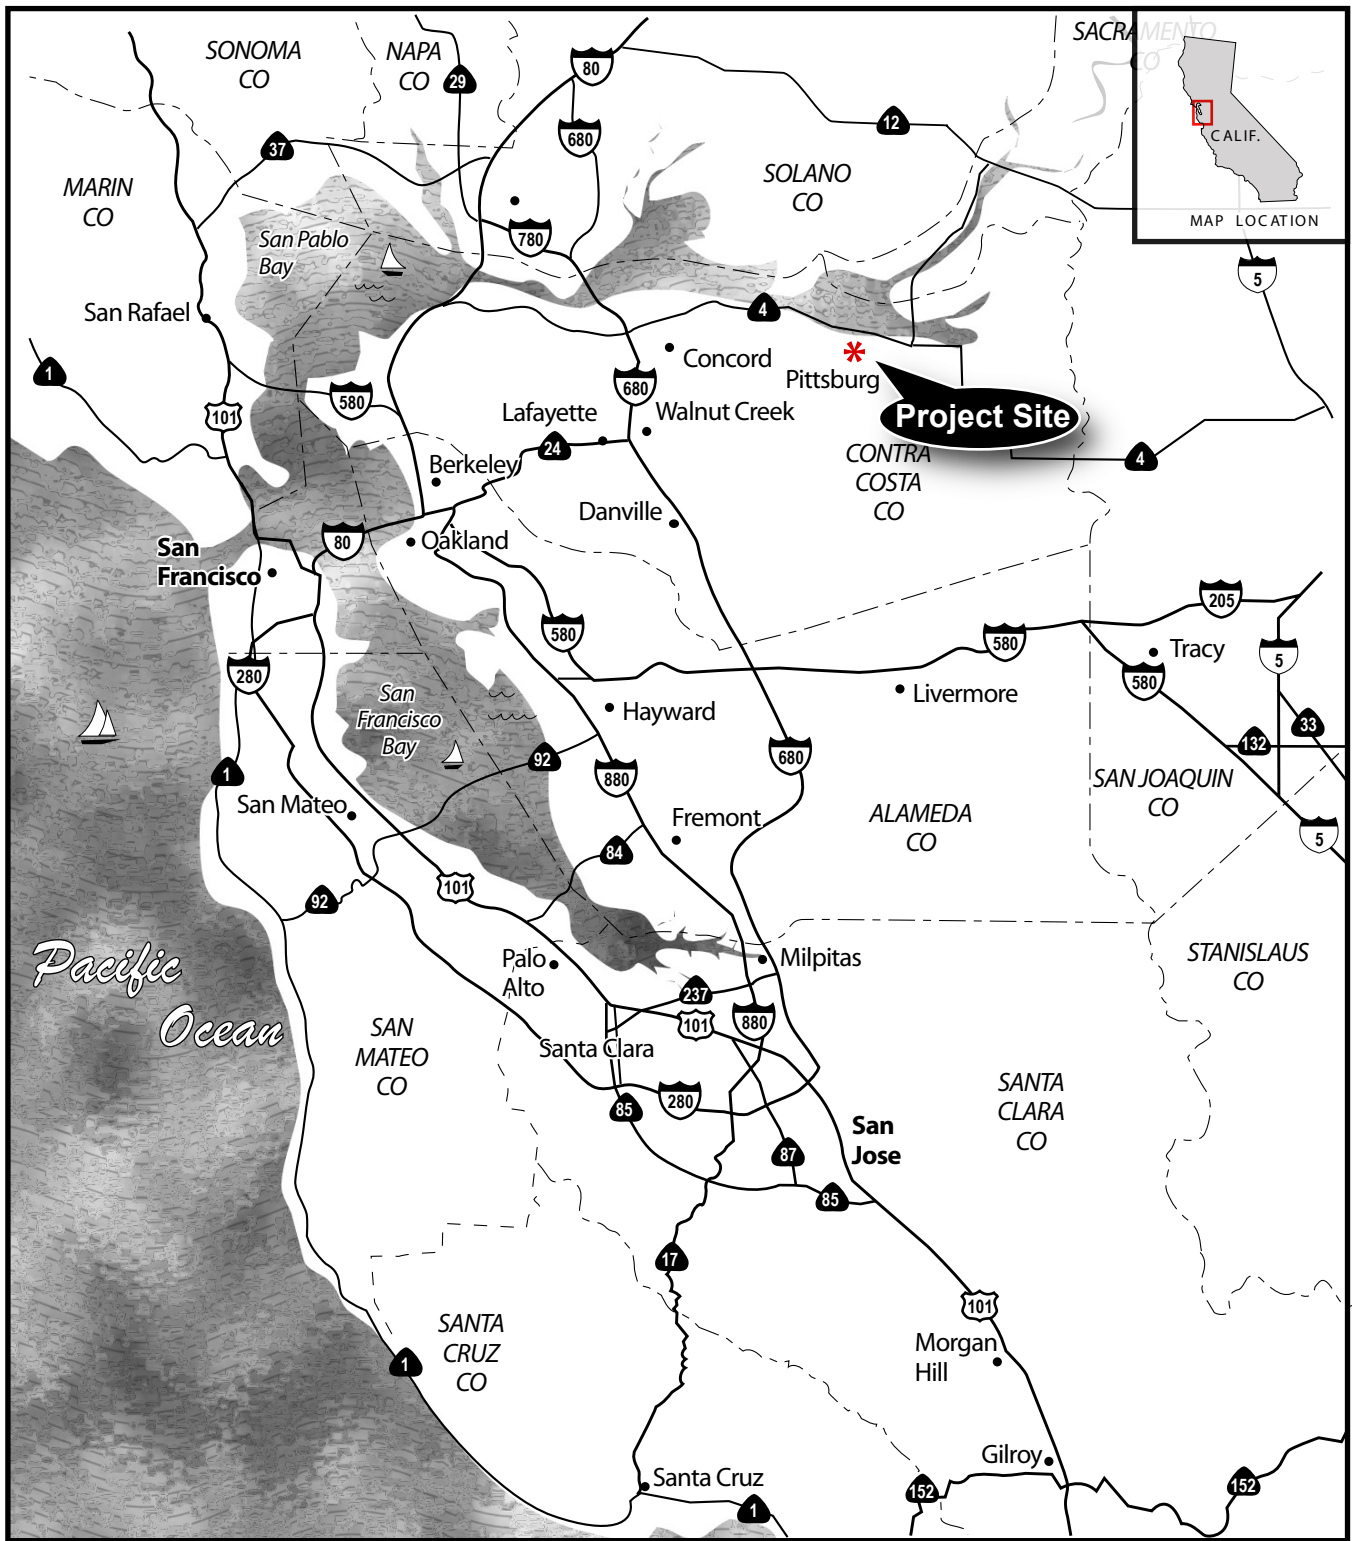 SONOMA
CO
NAPA
CO
29
80
SACRAMENTO
CO
680
12
37
CALIF.
MAP LOCATION
MARIN
CO
SOLANO
CO
780
San Pablo
Bay
5
San Rafael
4
1
Concord
Pittsburg
680
580
101
Lafayette
Walnut Creek
Project Site
24
Berkeley
CONTRA
COSTA
CO
4
Danville
80
Oakland
San
Francisco
205
580
580
Tracy
5
280
580
San
Francisco
Bay
Livermore
Hayward
33
132
92
680
1
880
SAN JOAQUIN
CO
San Mateo
Fremont
ALAMEDA
CO
5
84
101
92
Pacific
Ocean
Palo
Alto
Milpitas
STANISLAUS
CO
237
101
880
SAN
MATEO
CO
Santa Clara
280
85
SANTA
CLARA
CO
San
Jose
87
85
17
101
SANTA
CRUZ
CO
Morgan
Hill
1
Gilroy
Santa Cruz
152
152
1